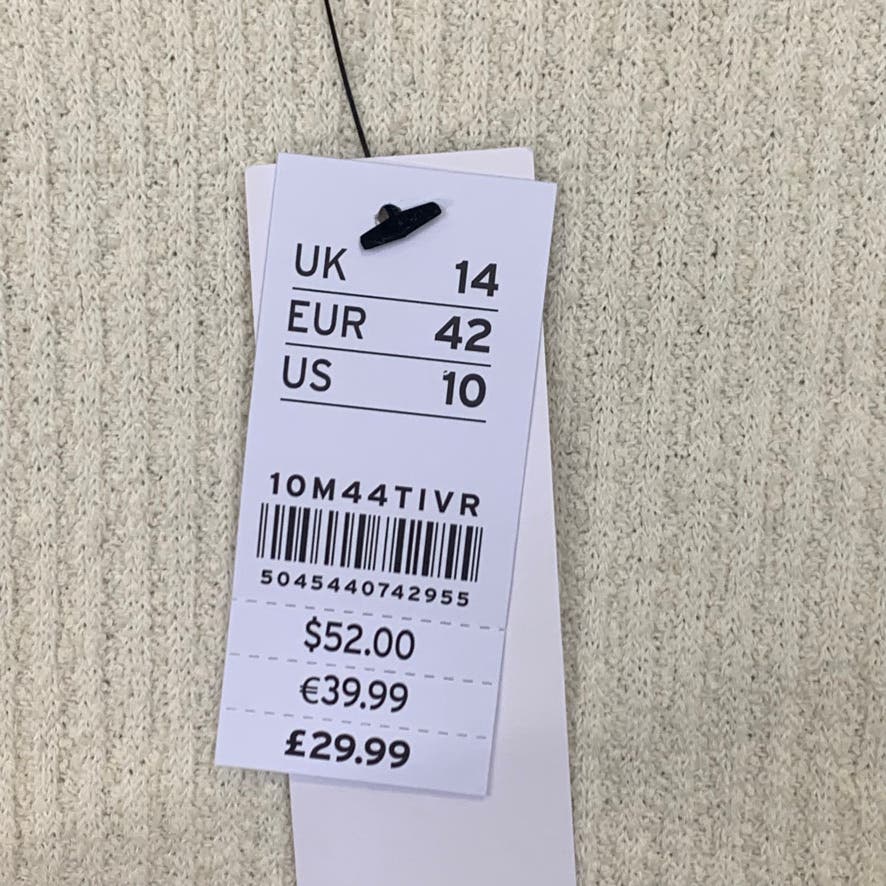 UK 14
EUR 42
US 10
10M44TIVR
5045440742955
$52.00
€39.99
£29.99